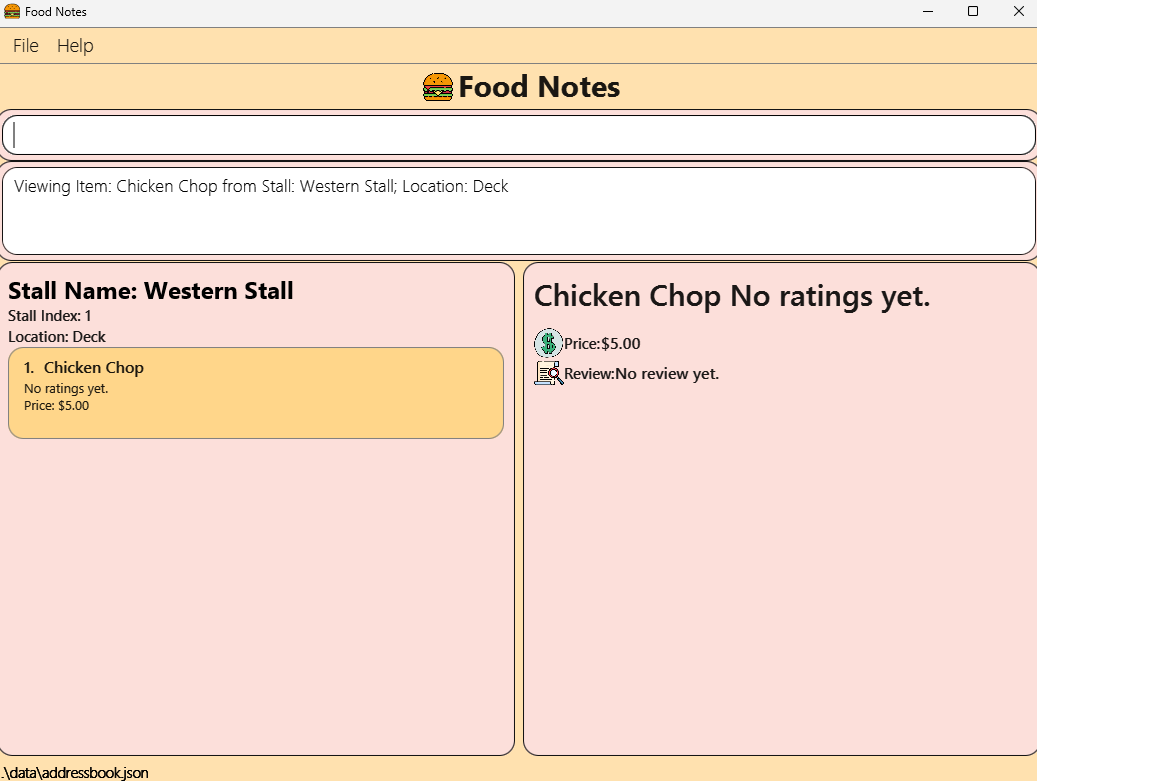 Food Notes
File Help
Food Notes
Viewing Item: Chicken Chop from Stall: Western Stall; Location: Deck
Stall Name: Western Stall
Stall Index: 1
Location: Deck
1. Chicken Chop
No ratings yet.
Price: $5.00
Chicken Chop No ratings yet.
Price:$5.00
Review:No review yet.
.\data\addressbook.json